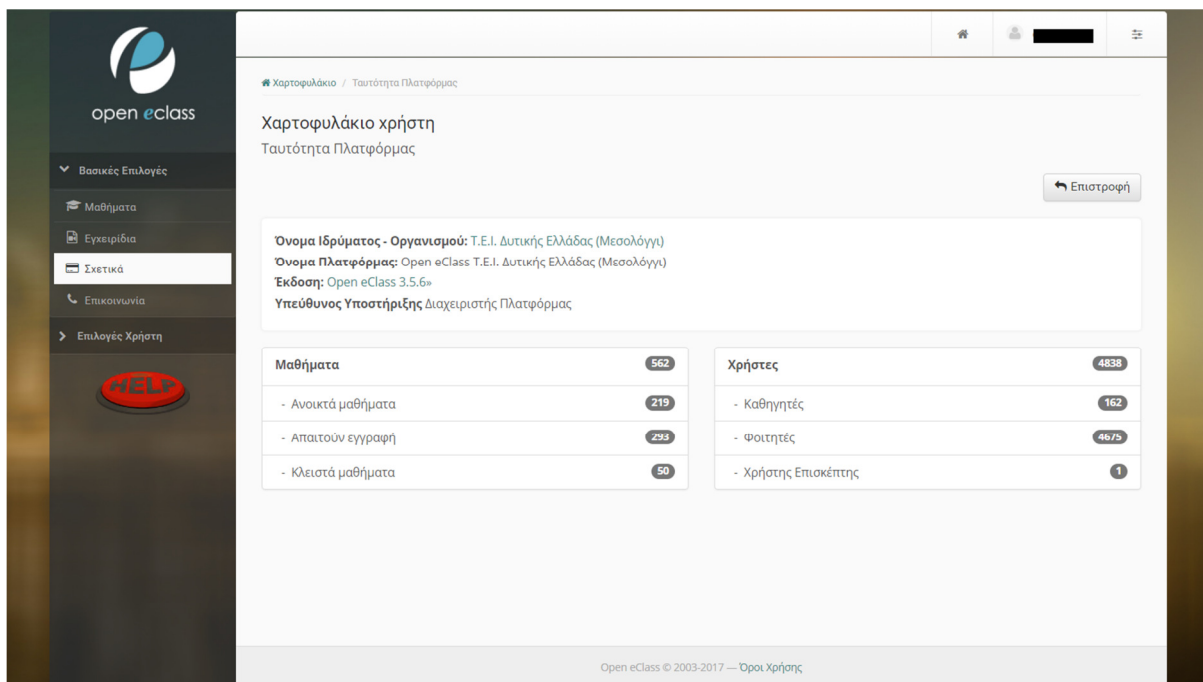 open eclass
Βασικές Επιλογές
Μαθήματα
Εγχειρίδια
Σχετικά
Επικοινωνία
Επιλογές Χρήστη
HELP
Χαρτοφυλάκιο / Ταυτότητα Πλατφόρμας
Χαρτοφυλάκιο χρήστη
Ταυτότητα Πλατφόρμας
Επιστροφή
Όνομα Ιδρύματος - Οργανισμού: Τ.Ε.Ι. Δυτικής Ελλάδας (Μεσολόγγι)
Όνομα Πλατφόρμας: Open eClass Τ.Ε.Ι. Δυτικής Ελλάδας (Μεσολόγγι)
Έκδοση: Open eClass 3.5.6»
Υπεύθυνος Υποστήριξης Διαχειριστής Πλατφόρμας
Μαθήματα 562
- Ανοικτά μαθήματα 219
- Απαιτούν εγγραφή 293
- Κλειστά μαθήματα 50
Χρήστες 4838
- Καθηγητές 162
- Φοιτητές 4675
- Χρήστης Επισκέπτης 1
Open eClass © 2003-2017 — Όροι Χρήσης